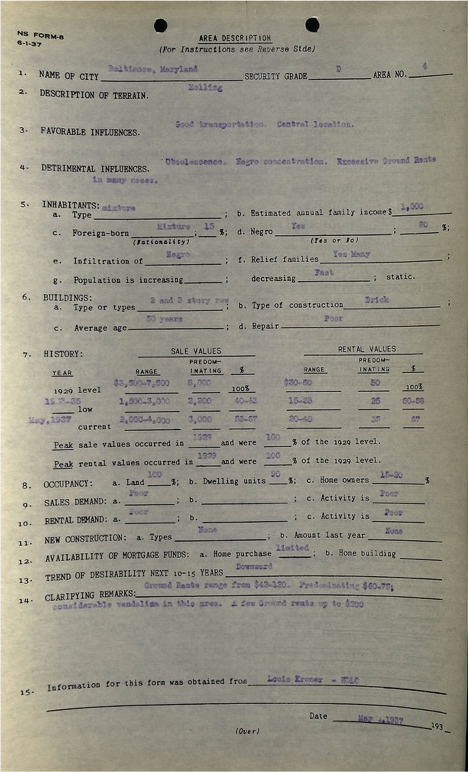 NS FORM-8
6-1-37
AREA DESCRIPTION
(For Instructions see Reverse Side)
1. NAME OF CITY Baltimore, Maryland SECURITY GRADE D AREA NO. 4
2. DESCRIPTION OF TERRAIN. Rolling
3. FAVORABLE INFLUENCES. Good transportation. Central location.
4. DETRIMENTAL INFLUENCES. Obsolescence. Negro concentration. Excessive Ground Rents
in many cases.
5. INHABITANTS:
a. Type mixture ; b. Estimated annual family income $ 1,500
c. Foreign-born Mixture ; 15 %; d. Negro Yes ; 20 %;
(Nationality) (Yes or No)
e. Infiltration of Negro ; f. Relief families Yes Many
g. Population is increasing ; decreasing Fast ; static.
6. BUILDINGS:
a. Type or types 2 and 3 story row ; b. Type of construction Brick
c. Average age 50 years ; d. Repair Poor
7. HISTORY: SALE VALUES RENTAL VALUES
PREDOM- PREDOM-
YEAR RANGE INATING % RANGE INATING %
1929 level $3,500-7,500 5,000 100% $30-60 50 100%
low 1,500-3,000 2,200 40-43 15-35
May, 1937 current 2,000-4,000 3,000 53-57 20-40 67
Peak sale values occurred in 1929 and were 100 % of the 1929 level.
Peak rental values occurred in 1929 and were 100 % of the 1929 level.
8. OCCUPANCY: a. Land 100 %; b. Dwelling units 90 %; c. Home owners 15-20
9. SALES DEMAND: a. Poor ; b. ; c. Activity is Poor
10. RENTAL DEMAND: a. Poor ; b. ; c. Activity is Poor
11. NEW CONSTRUCTION: a. Types None ; b. Amount last year None
12. AVAILABILITY OF MORTGAGE FUNDS: a. Home purchase limited ; b. Home building
13. TREND OF DESIRABILITY NEXT 10-15 YEARS Downward
14. CLARIFYING REMARKS: Ground Rents range from $42-120. Predominating $60-75;
considerable vandalism in this area. A few Ground rents up to $200
15. Information for this form was obtained from Louis Kroner - HOLC
Date May ,1937 193
(Over)